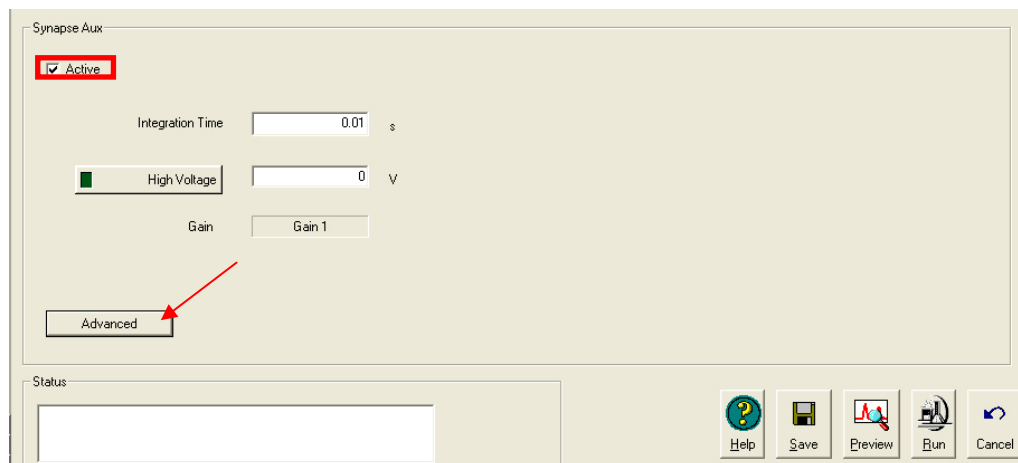 Synapse Aux
Active
Integration Time 0.01 s
High Voltage 0 V
Gain Gain 1
Advanced
Status
Help Save Preview Run Cancel